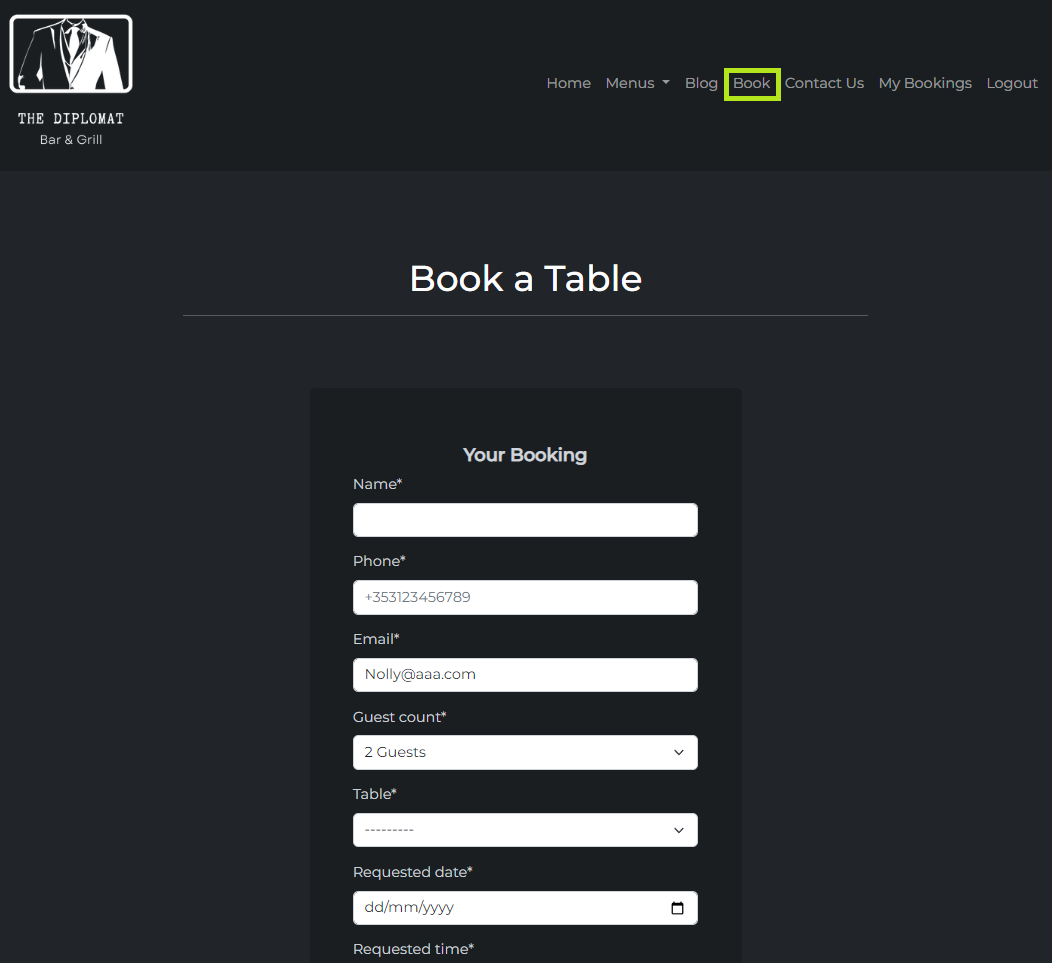 THE DIPLOMAT
Bar & Grill
Home Menus Blog Book Contact Us My Bookings Logout
Book a Table
Your Booking
Name*
Phone*
+353123456789
Email*
Nolly@aaa.com
Guest count*
2 Guests
Table*
---------
Requested date*
dd/mm/yyyy
Requested time*